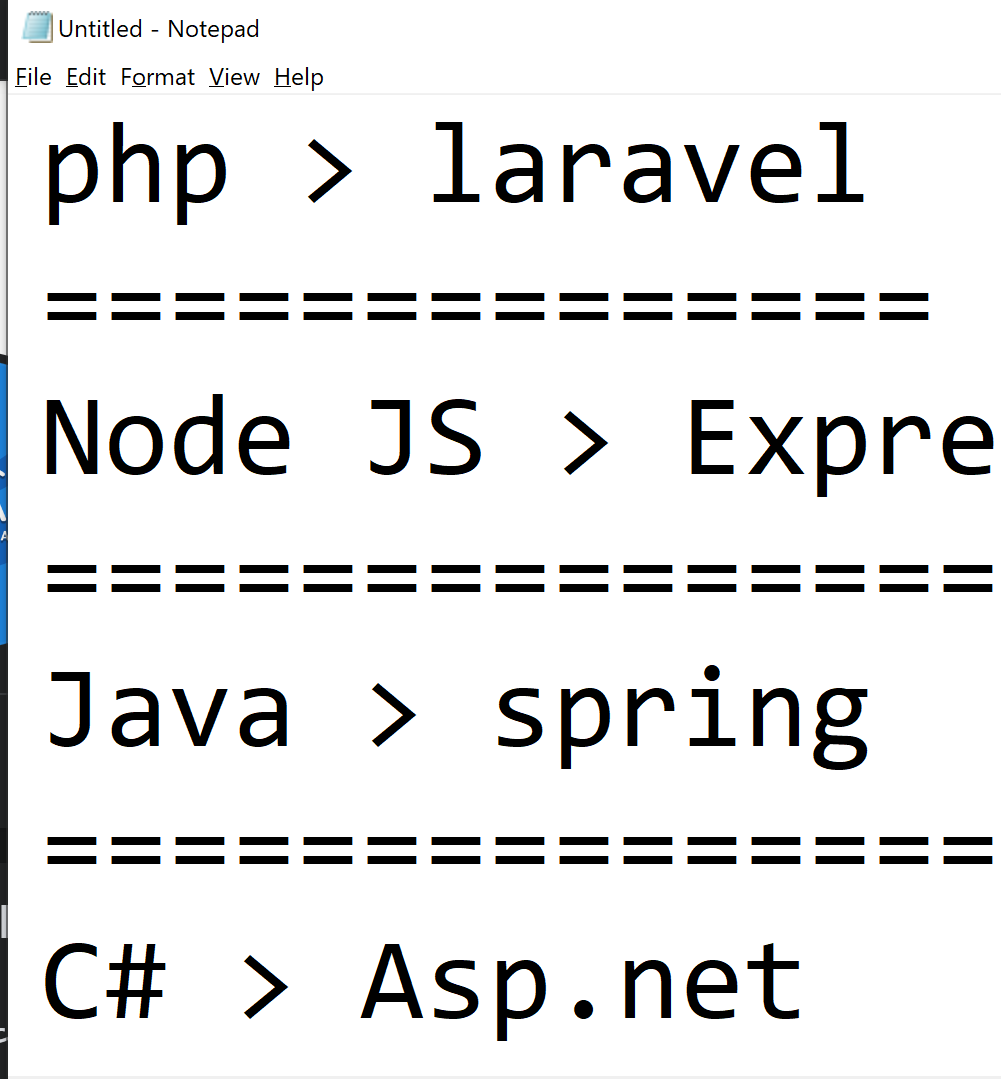 Untitled - Notepad
File Edit Format View Help
php > laravel
==============
Node JS > Expre
===============
Java > spring
===============
C# > Asp.net